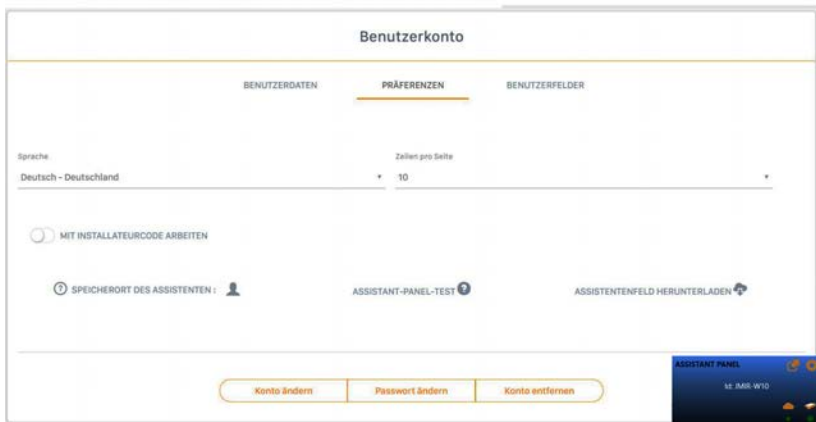 Benutzerkonto
BENUTZERDATEN PRÄFERENZEN BENUTZERFELDER
Sprache Zeilen pro Seite
Deutsch - Deutschland 10
MIT INSTALLATEURCODE ARBEITEN
SPEICHERORT DES ASSISTENTEN : ASSISTANT-PANEL-TEST ASSISTENTENFELD HERUNTERLADEN
ASSISTANT PANEL
Id: JMIR-W10
Konto ändern Passwort ändern Konto entfernen